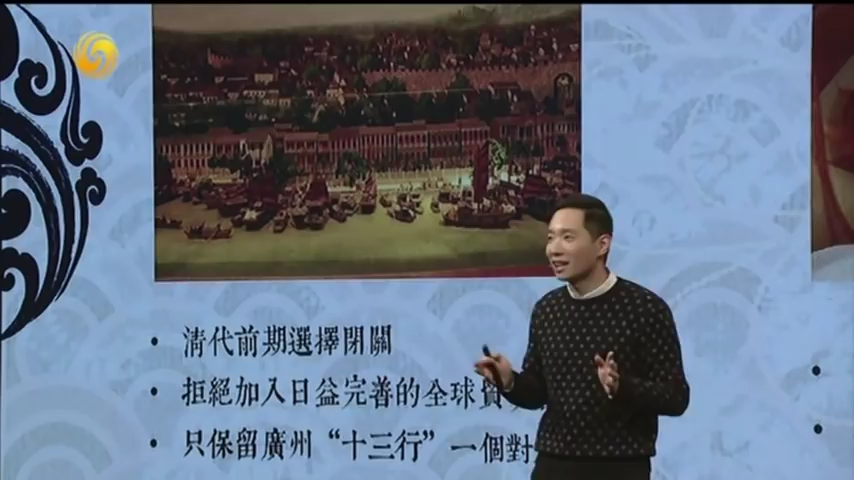 • 清代前期選擇閉關
• 拒絕加入日益完善的全球貿
• 只保留廣州“十三行”一個對